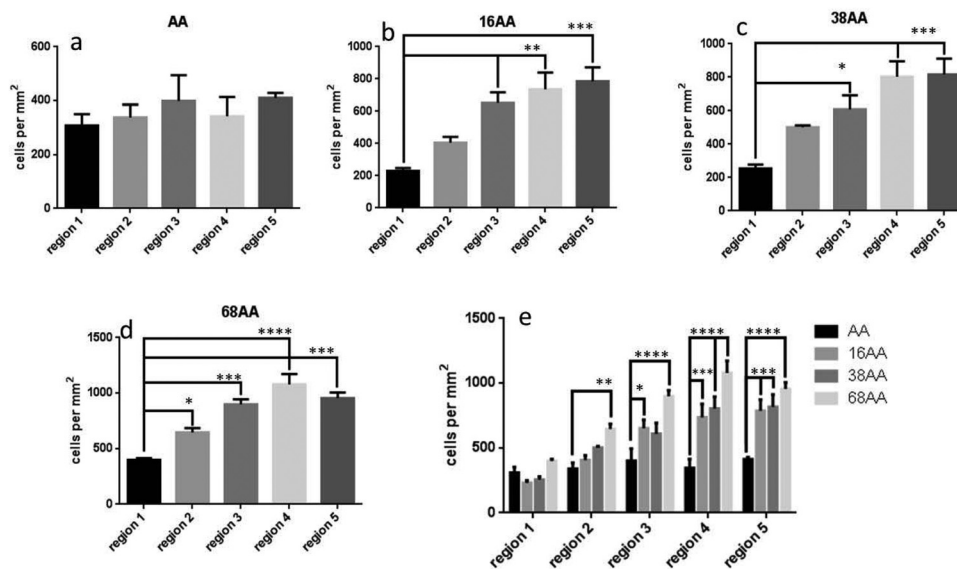 a
AA
cells per mm²
600
400
200
0
region 1
region 2
region 3
region 4
region 5
b
16AA
cells per mm²
1000
800
600
400
200
0
**
***
region 1
region 2
region 3
region 4
region 5
c
38AA
cells per mm²
1000
800
600
400
200
0
*
***
region 1
region 2
region 3
region 4
region 5
d
68AA
cells per mm²
1500
1000
500
0
****
***
***
*
region 1
region 2
region 3
region 4
region 5
e
cells per mm²
1500
1000
500
0
**
****
*
****
***
****
***
region 1
region 2
region 3
region 4
region 5
AA
16AA
38AA
68AA